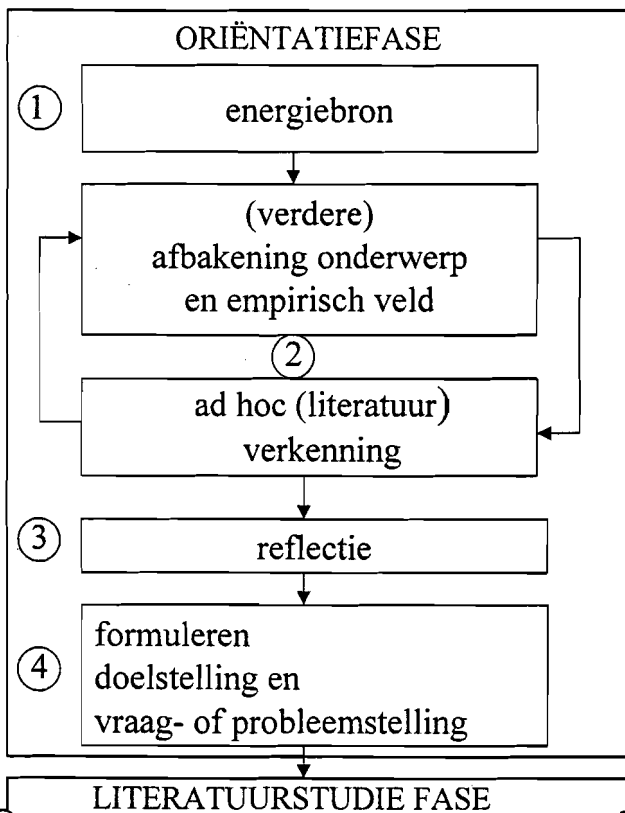 ORIËNTATIEFASE
1
energiebron
(verdere)
afbakening onderwerp
en empirisch veld
2
ad hoc (literatuur)
verkenning
3
reflectie
4
formuleren
doelstelling en
vraag- of probleemstelling
LITERATUURSTUDIE FASE